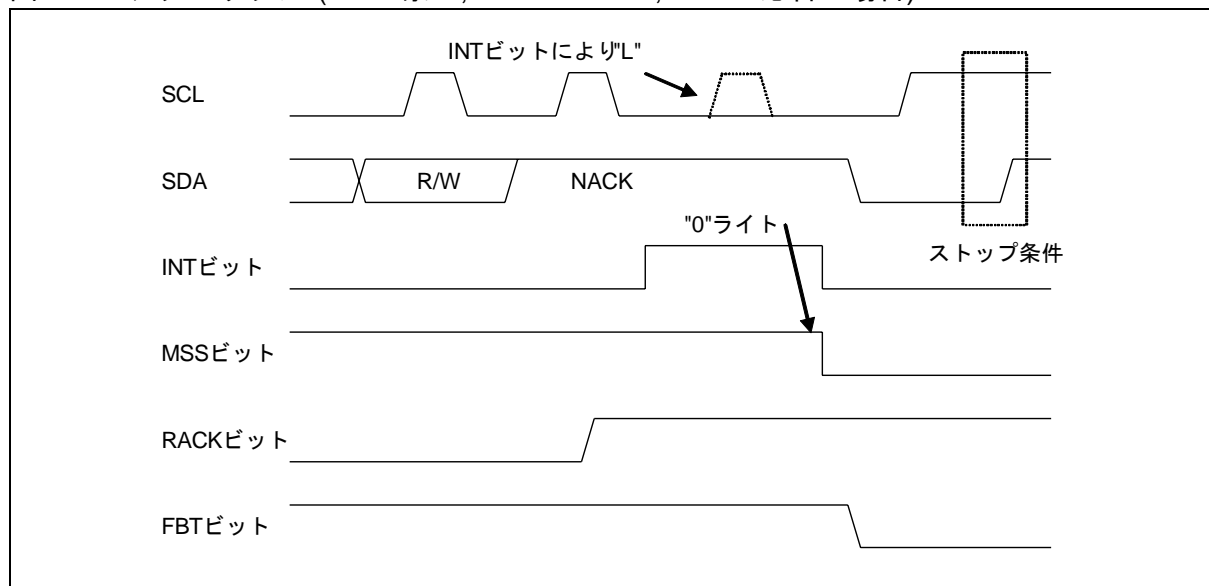 INTビットにより"L"
SCL
SDA
R/W
NACK
"0"ライト
ストップ条件
INTビット
MSSビット
RACKビット
FBTビット